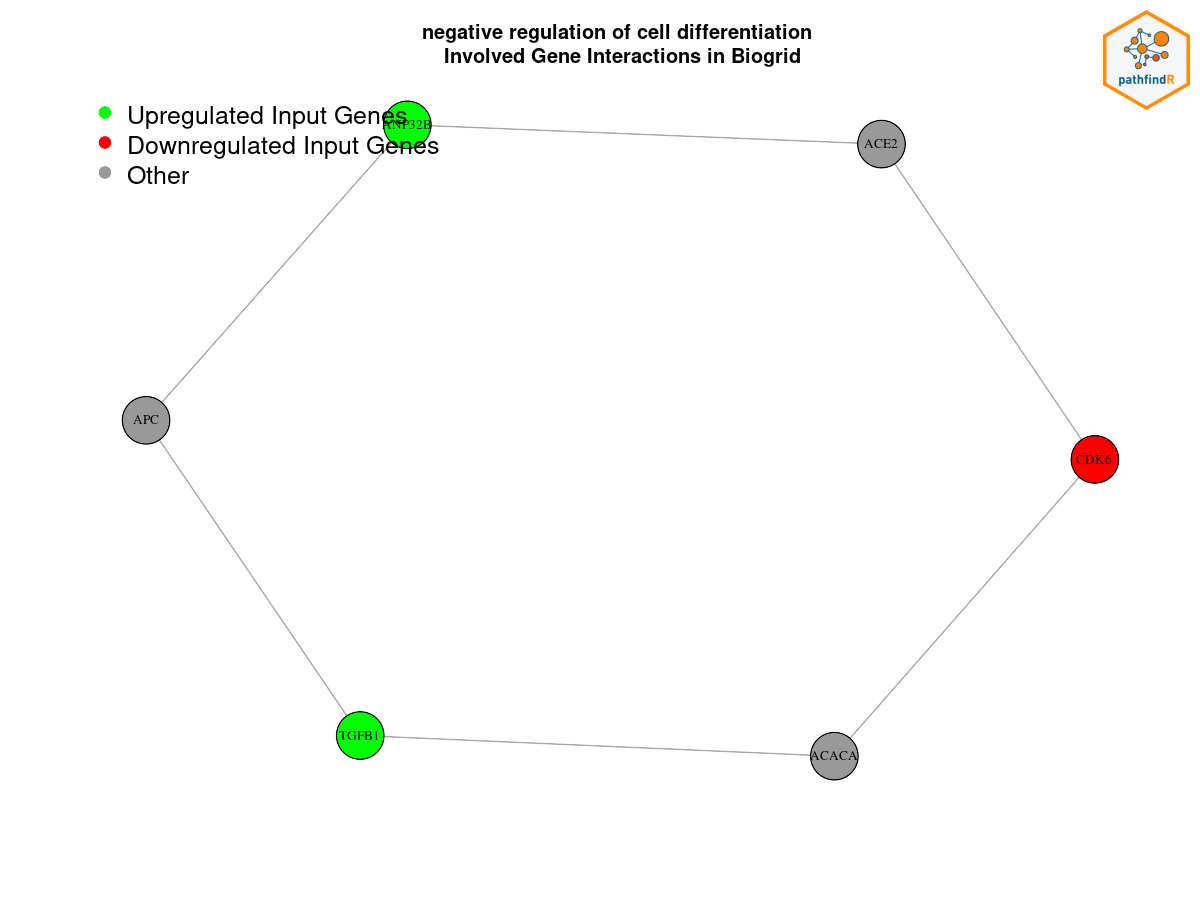 negative regulation of cell differentiation
Involved Gene Interactions in Biogrid
pathfindR
Upregulated Input Genes
Downregulated Input Genes
Other
ANP32B
ACE2
APC
CDK6
TGFB1
ACACA